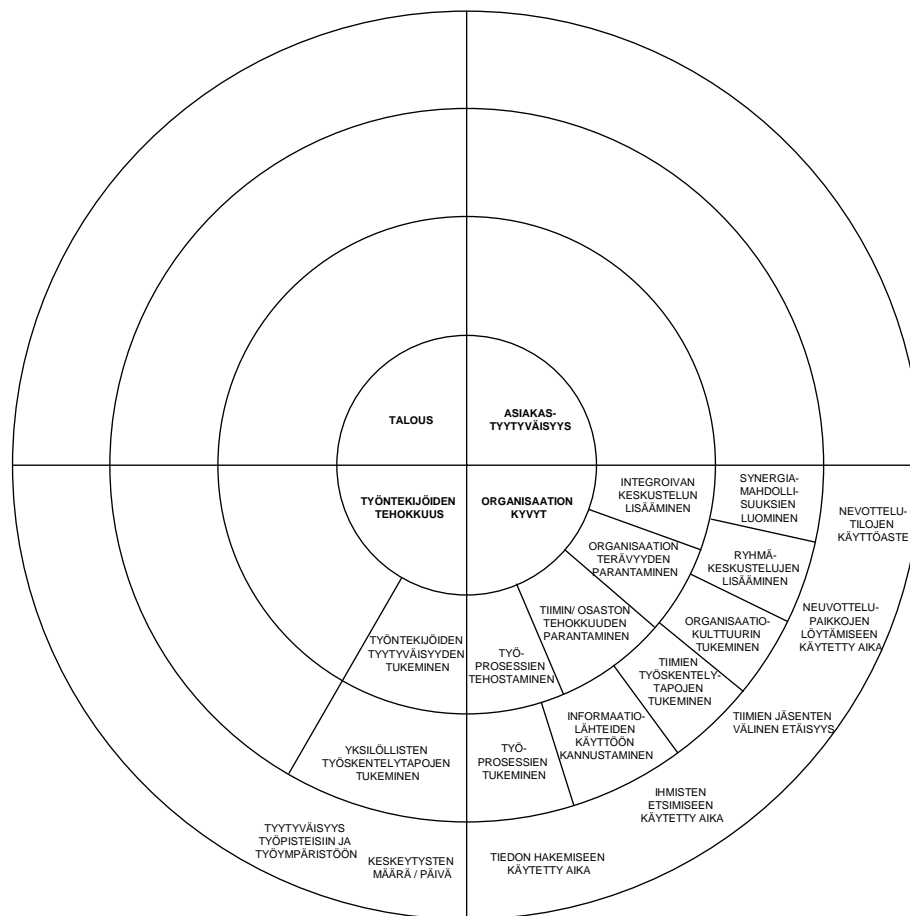 TALOUS
ASIAKAS-
TYYTYVÄISYYS
TYÖNTEKIJÖIDEN
TEHOKKUUS
ORGANISAATION
KYVYT
INTEGROIVAN
KESKUSTELUN
LISÄÄMINEN
SYNERGIA-
MAHDOLLI-
SUUKSIEN
LUOMINEN
NEVOTTELU-
TILOJEN
KÄYTTÖASTE
ORGANISAATION
TERÄVYYDEN
PARANTAMINEN
RYHMÄ-
KESKUSTELUJEN
LISÄÄMINEN
NEUVOTTELU-
PAIKKOJEN
LÖYTÄMISEEN
KÄYTETTY AIKA
TIIMIN/ OSASTON
TEHOKKUUDEN
PARANTAMINEN
ORGANISAATIO-
KULTTUURIN
TUKEMINEN
TYÖNTEKIJÖIDEN
TYYTYVÄISYYDEN
TUKEMINEN
TYÖ-
PROSESSIEN
TEHOSTAMINEN
TIIMIEN
TYÖSKENTELY-
TAPOJEN
TUKEMINEN
TIIMIEN JÄSENTEN
VÄLINEN ETÄISYYS
YKSILÖLLISTEN
TYÖSKENTELYTAPOJEN
TUKEMINEN
TYÖ-
PROSESSIEN
TUKEMINEN
INFORMAATIO-
LÄHTEIDEN
KÄYTTÖÖN
KANNUSTAMINEN
IHMISTEN
ETSIMISEEN
KÄYTETTY AIKA
TYYTYVÄISYYS
TYÖPISTEISIIN JA
TYÖYMPÄRISTÖÖN
KESKEYTYSTEN
MÄÄRÄ / PÄIVÄ
TIEDON HAKEMISEEN
KÄYTETTY AIKA